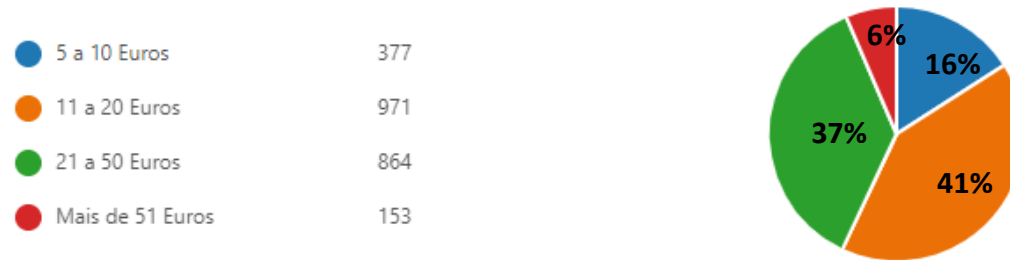 5 a 10 Euros 377
11 a 20 Euros 971
21 a 50 Euros 864
Mais de 51 Euros 153
6%
16%
37%
41%